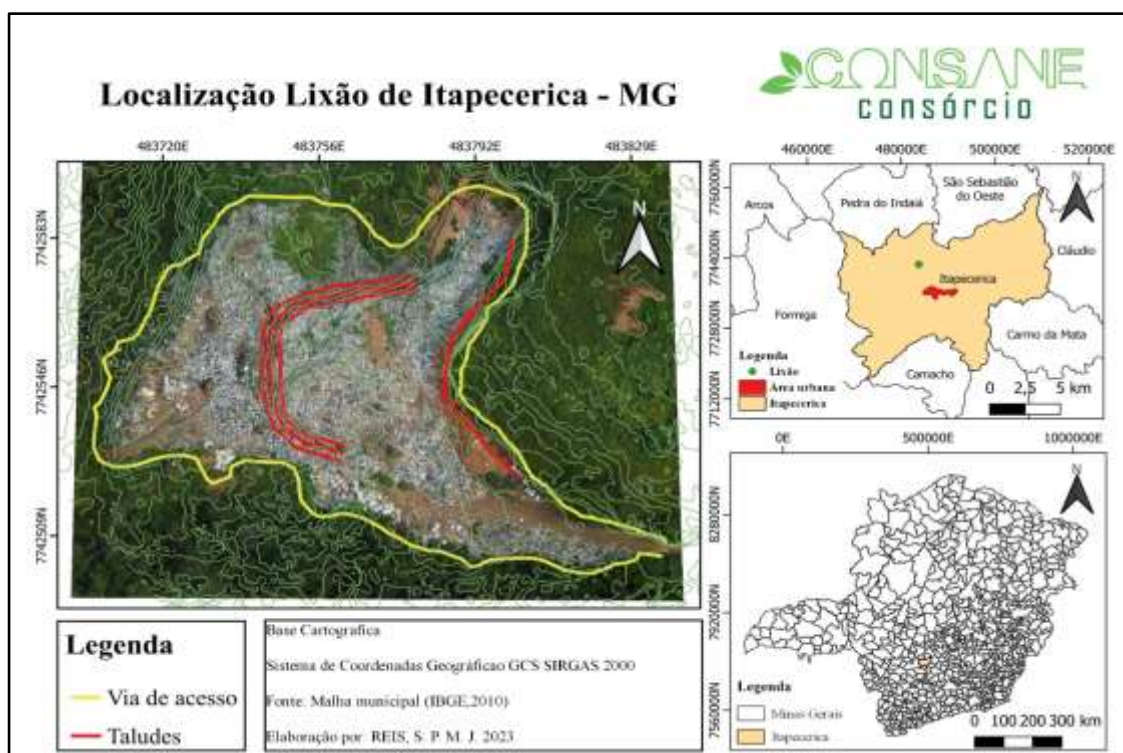 Localização Lixão de Itapecerica - MG
CONSANE
consórcio
483720E 483756E 483792E 483829E
7742583N
7742546N
7742509N
N
Legenda
Via de acesso
Taludes
Base Cartografica
Sistema de Coordenadas Geográficao GCS SIRGAS 2000
Fonte: Malha municipal (IBGE,2010)
Elaboração por REIS, S. P. M. J. 2023
460000E 480000E 500000E 520000E
7760000N
7744000N
7728000N
7712000N
N
Arcos
Pedra do Indaiá
São Sebastião
do Oeste
Cláudio
Itapecerica
Formiga
Carmo da Mata
Camacho
Legenda
Lixão
Área urbana
Itapecerica
0 2,5 5 km
0E 500000E 1000000E
8280000N
7920000N
7560000N
N
Legenda
Minas Gerais
Itapecerica
0 100 200 300 km